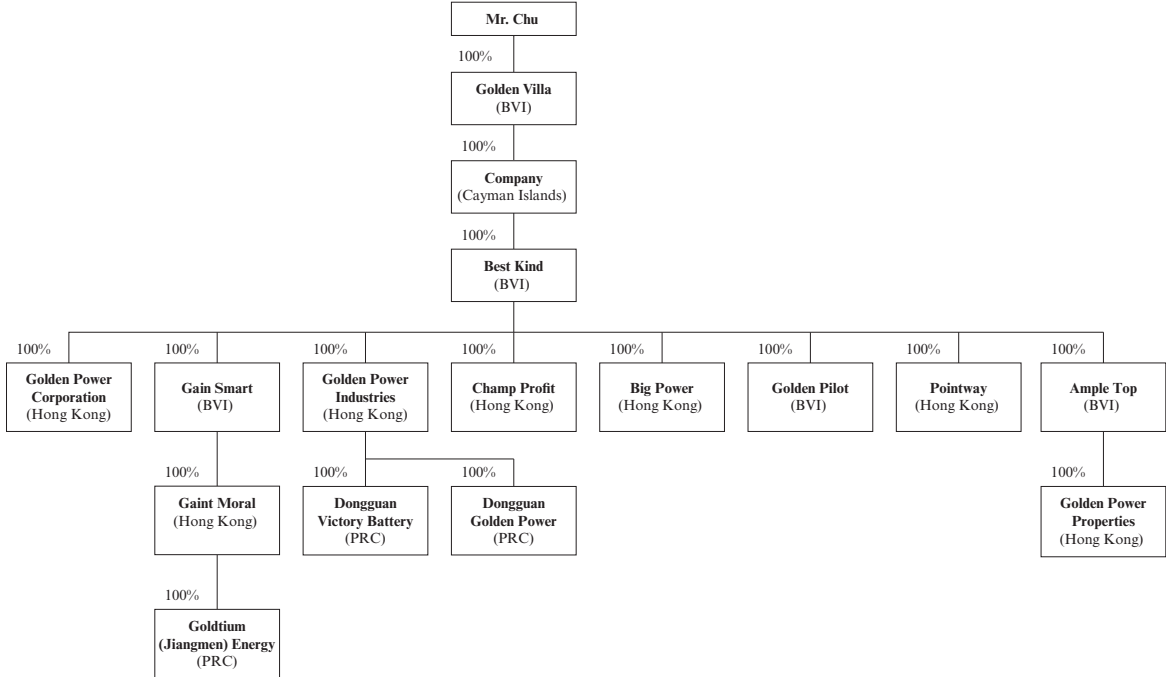 Mr. Chu
100%
Golden Villa
(BVI)
100%
Company
(Cayman Islands)
100%
Best Kind
(BVI)
100%
Golden Power
Corporation
(Hong Kong)
100%
Gain Smart
(BVI)
100%
Golden Power
Industries
(Hong Kong)
100%
Champ Profit
(Hong Kong)
100%
Big Power
(Hong Kong)
100%
Golden Pilot
(BVI)
100%
Pointway
(Hong Kong)
100%
Ample Top
(BVI)
100%
Gaint Moral
(Hong Kong)
100%
Dongguan
Victory Battery
(PRC)
100%
Dongguan
Golden Power
(PRC)
100%
Golden Power
Properties
(Hong Kong)
100%
Goldtium
(Jiangmen) Energy
(PRC)